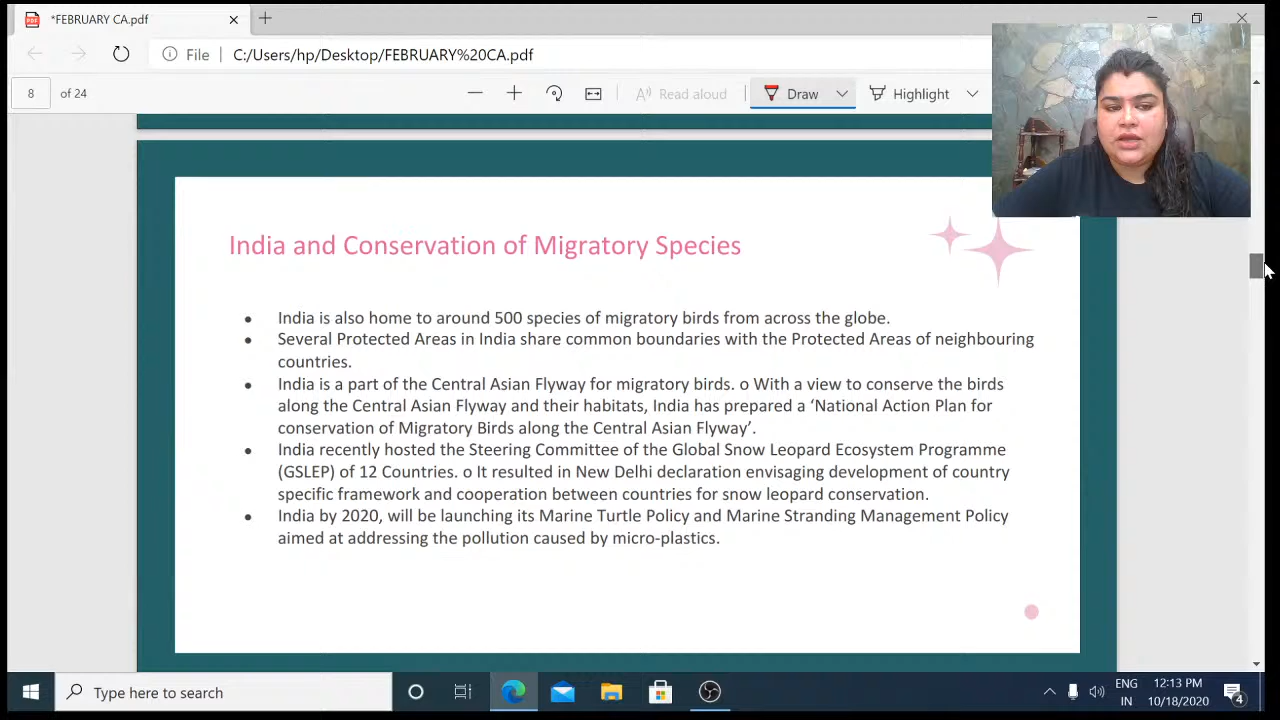 *FEBRUARY CA.pdf
File C:/Users/hp/Desktop/FEBRUARY%20CA.pdf
8 of 24 Read aloud Draw Highlight
India and Conservation of Migratory Species
• India is also home to around 500 species of migratory birds from across the globe.
• Several Protected Areas in India share common boundaries with the Protected Areas of neighbouring
countries.
• India is a part of the Central Asian Flyway for migratory birds. o With a view to conserve the birds
along the Central Asian Flyway and their habitats, India has prepared a ‘National Action Plan for
conservation of Migratory Birds along the Central Asian Flyway’.
• India recently hosted the Steering Committee of the Global Snow Leopard Ecosystem Programme
(GSLEP) of 12 Countries. o It resulted in New Delhi declaration envisaging development of country
specific framework and cooperation between countries for snow leopard conservation.
• India by 2020, will be launching its Marine Turtle Policy and Marine Stranding Management Policy
aimed at addressing the pollution caused by micro-plastics.
Type here to search
ENG 12:13 PM
IN 10/18/2020 4